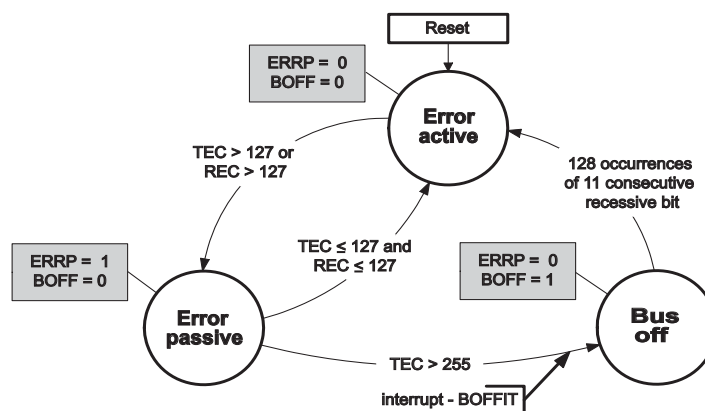 Reset
ERRP = 0
BOFF = 0
Error
active
TEC > 127 or
REC > 127
128 occurrences
of 11 consecutive
recessive bit
TEC ≤ 127 and
REC ≤ 127
ERRP = 1
BOFF = 0
ERRP = 0
BOFF = 1
Error
passive
Bus
off
TEC > 255
interrupt - BOFFIT